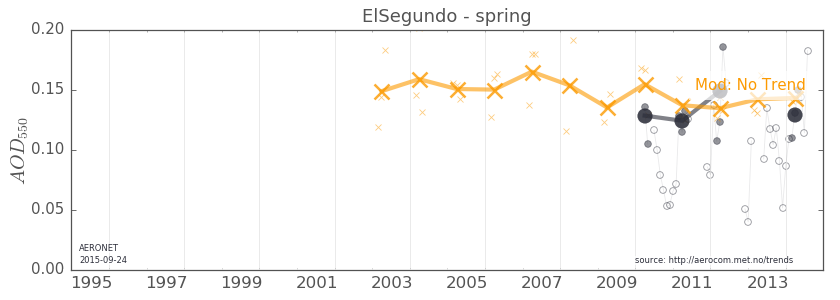 ElSegundo - spring
0.20
0.15
0.10
0.05
0.00
AOD550
Mod: No Trend
AERONET
2015-09-24
source: http://aerocom.met.no/trends
1995 1997 1999 2001 2003 2005 2007 2009 2011 2013